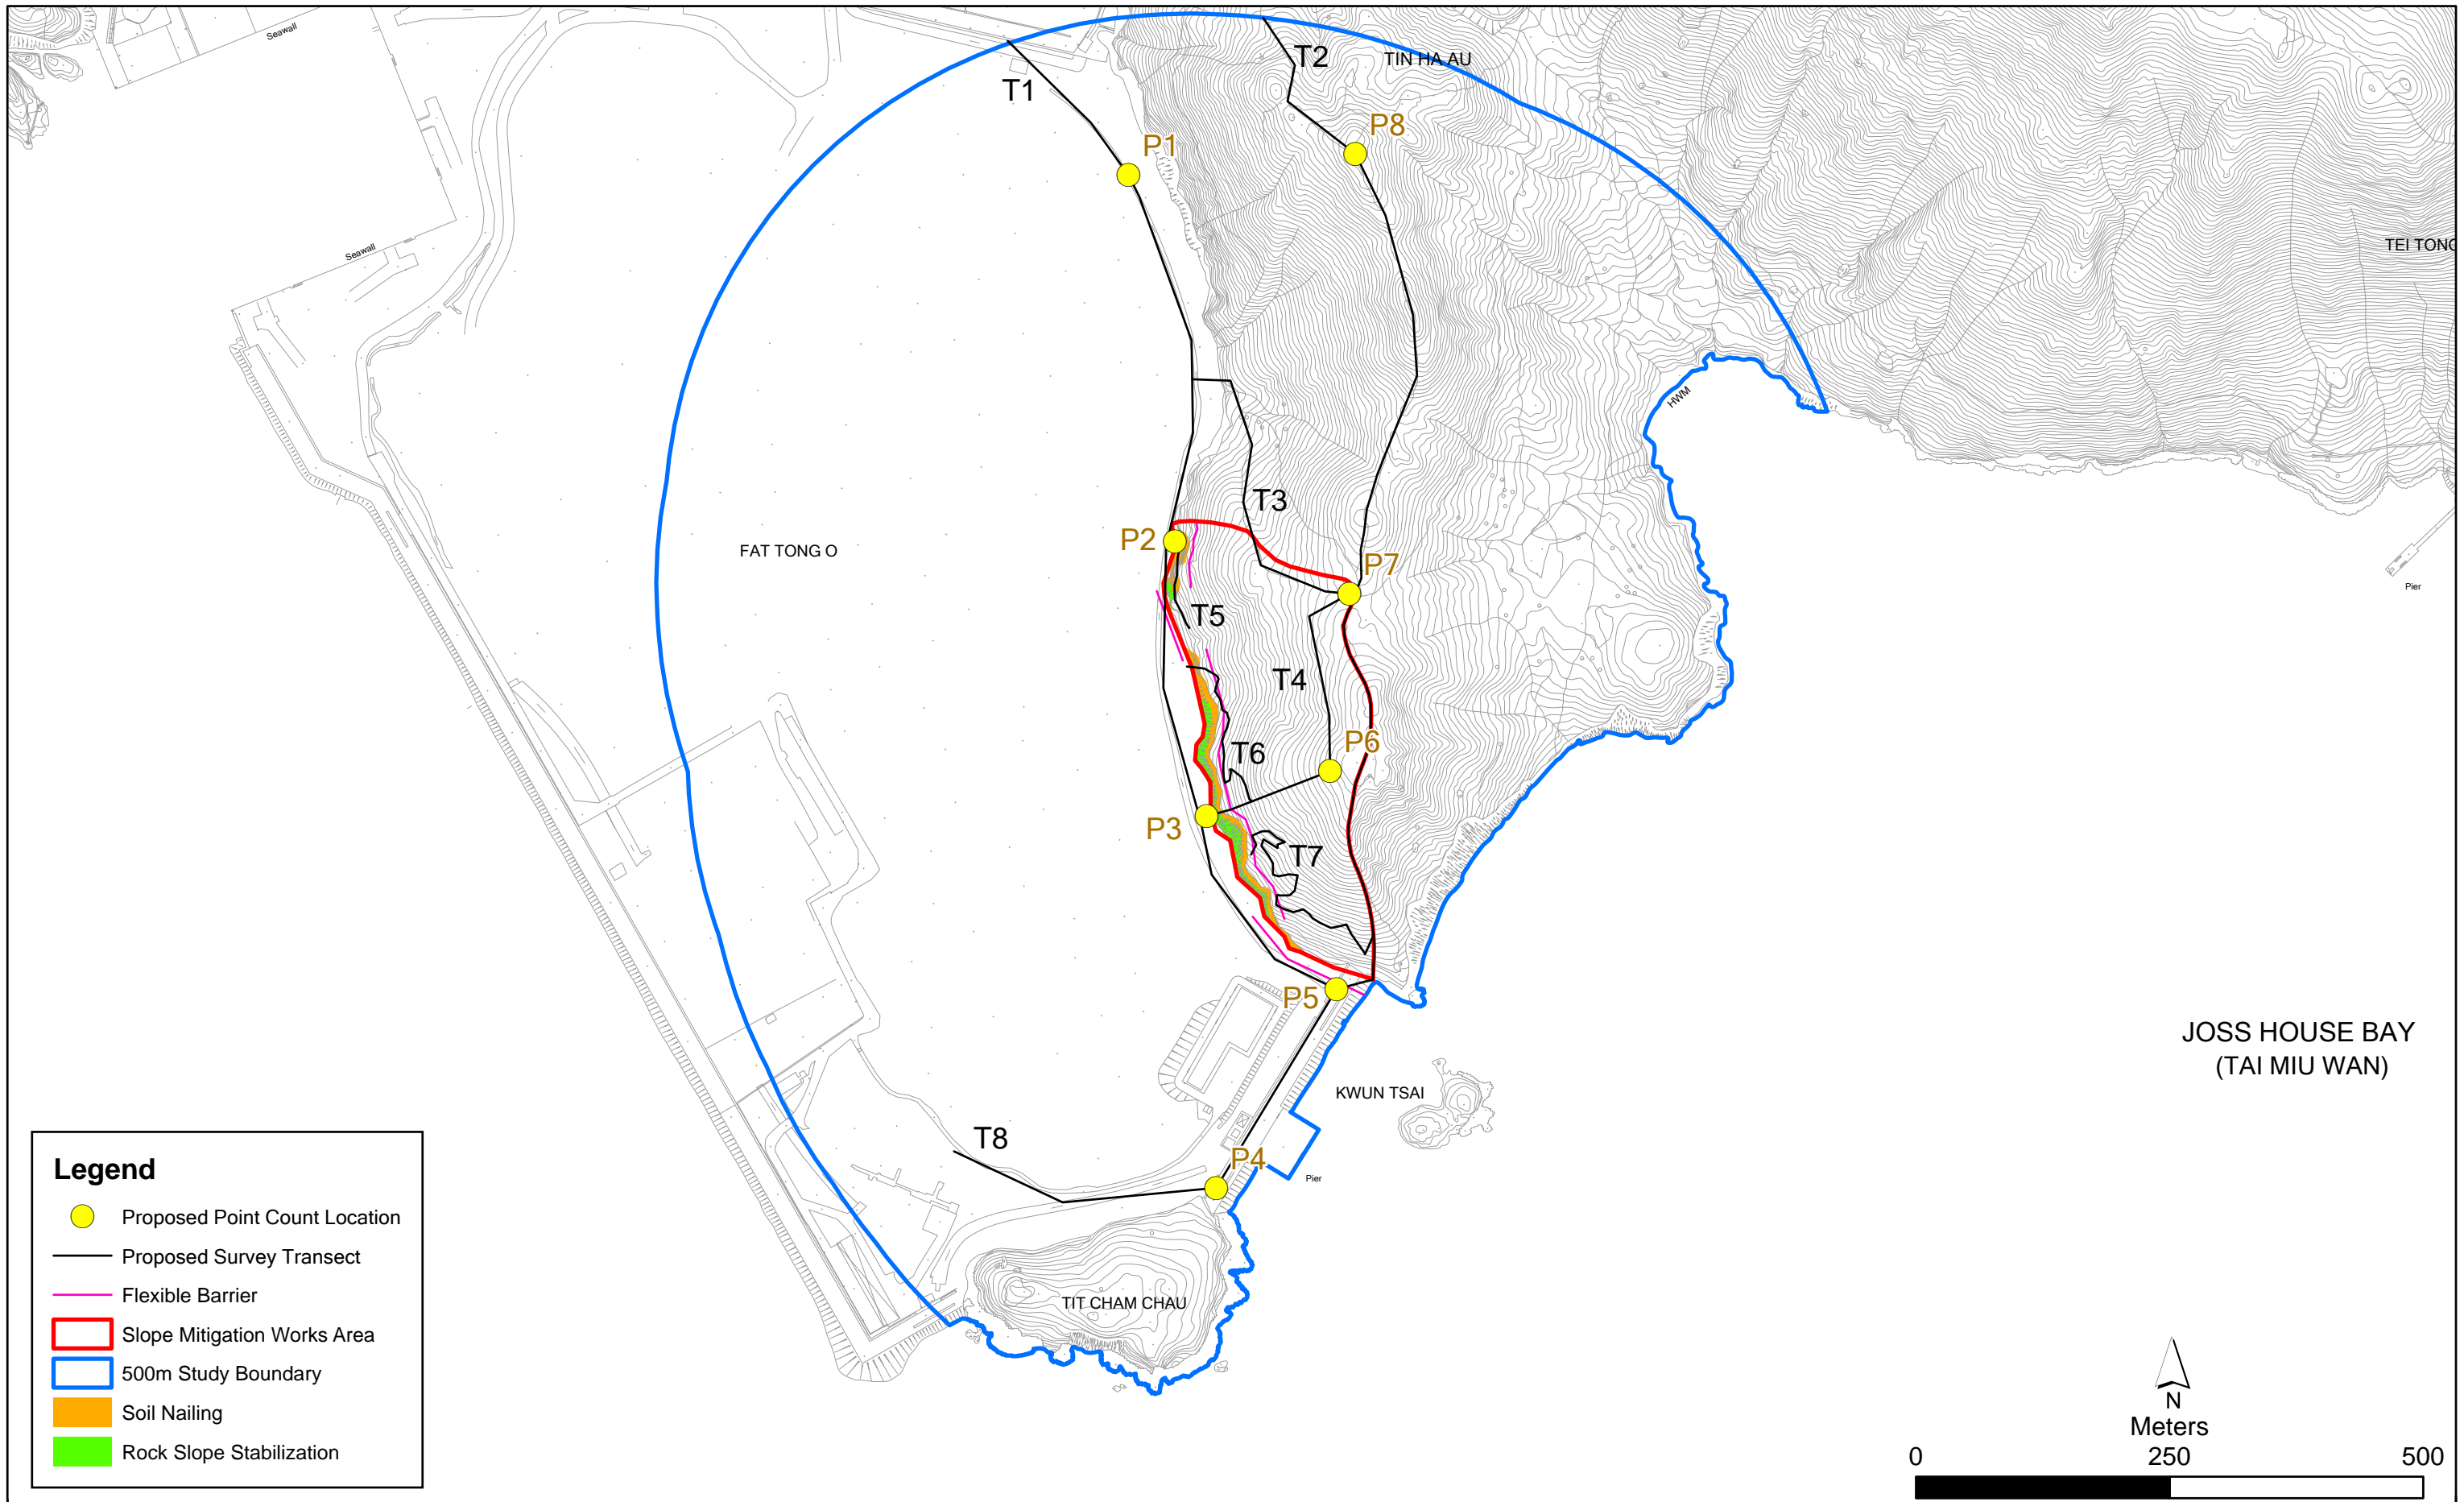 Seawall
T2
TIN HA AU
T1
P8
P1
Seawall
TEI TONG
HWM
T3
P2
FAT TONG O
P7
Pier
T5
T4
P6
T6
P3
T7
P5
JOSS HOUSE BAY
(TAI MIU WAN)
KWUN TSAI
T8
P4
Pier
TIT CHAM CHAU
Legend
Proposed Point Count Location
Proposed Survey Transect
Flexible Barrier
Slope Mitigation Works Area
500m Study Boundary
Soil Nailing
Rock Slope Stabilization
N
Meters
0 250 500